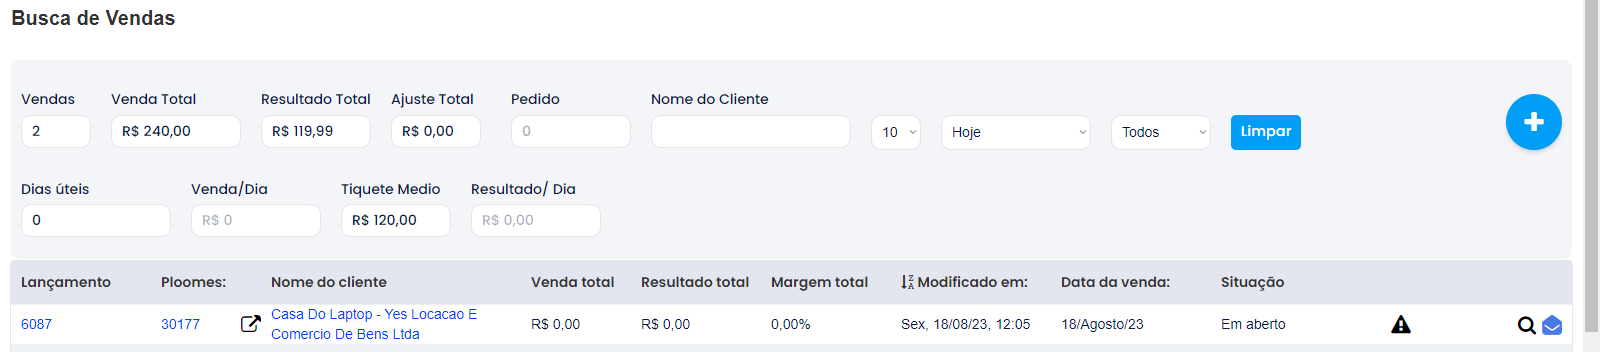 Busca de Vendas
Vendas Venda Total Resultado Total Ajuste Total Pedido Nome do Cliente
2 R$ 240,00 R$ 119,99 R$ 0,00 0 10 Hoje Todos Limpar
Dias úteis Venda/Dia Tiquete Medio Resultado/ Dia
0 R$ 0 R$ 120,00 R$ 0,00
Lançamento Ploomes: Nome do cliente Venda total Resultado total Margem total Modificado em: Data da venda: Situação
6087 30177 Casa Do Laptop - Yes Locacao E R$ 0,00 R$ 0,00 0,00% Sex, 18/08/23, 12:05 18/Agosto/23 Em aberto
Comercio De Bens Ltda